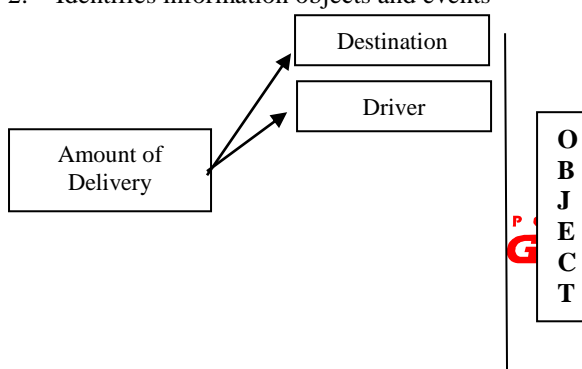 2. Identifies information objects and events
Destination
Driver
Amount of
Delivery
O
B
J
E
C
T
P
G